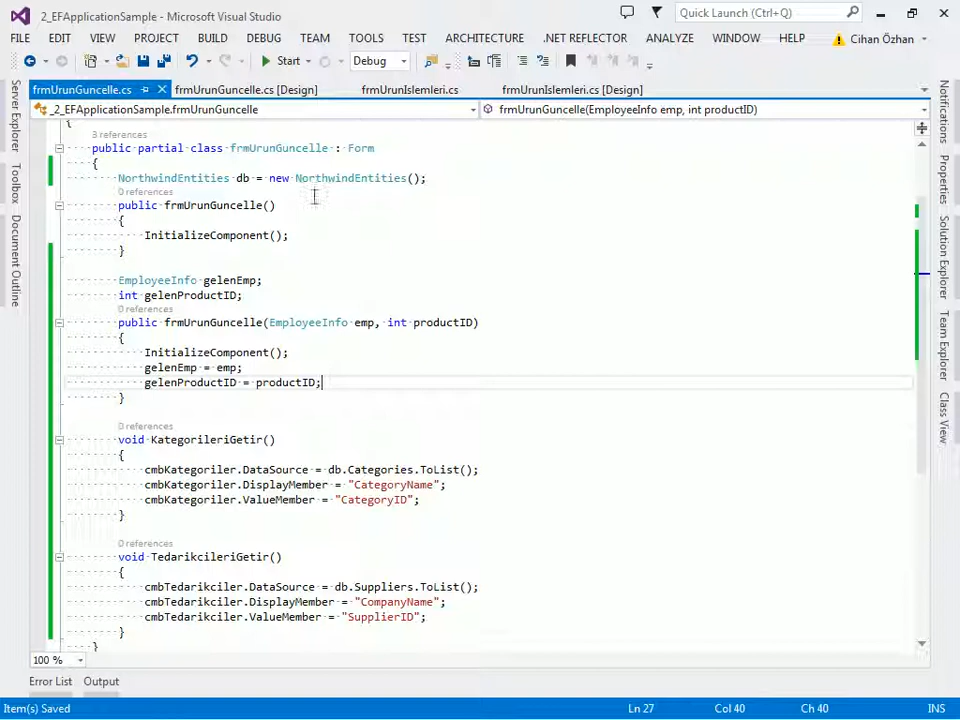 2_EFApplicationSample - Microsoft Visual Studio
Quick Launch (Ctrl+Q)
FILE EDIT VIEW PROJECT BUILD DEBUG TEAM TOOLS TEST ARCHITECTURE .NET REFLECTOR ANALYZE WINDOW HELP Cihan Özhan
Start Debug
frmUrunGuncelle.cs frmUrunGuncelle.cs [Design] frmUrunIslemleri.cs frmUrunIslemleri.cs [Design]
_2_EFApplicationSample.frmUrunGuncelle frmUrunGuncelle(EmployeeInfo emp, int productID)
{
3 references
public partial class frmUrunGuncelle : Form
{
NorthwindEntities db = new NorthwindEntities();
0 references
public frmUrunGuncelle()
{
InitializeComponent();
}
EmployeeInfo gelenEmp;
int gelenProductID;
0 references
public frmUrunGuncelle(EmployeeInfo emp, int productID)
{
InitializeComponent();
gelenEmp = emp;
gelenProductID = productID;
}
0 references
void KategorileriGetir()
{
cmbKategoriler.DataSource = db.Categories.ToList();
cmbKategoriler.DisplayMember = "CategoryName";
cmbKategoriler.ValueMember = "CategoryID";
}
0 references
void TedarikcileriGetir()
{
cmbTedarikciler.DataSource = db.Suppliers.ToList();
cmbTedarikciler.DisplayMember = "CompanyName";
cmbTedarikciler.ValueMember = "SupplierID";
}
}
100 %
Error List Output
Item(s) Saved Ln 27 Col 40 Ch 40 INS
Server Explorer
Toolbox
Document Outline
Notifications
Properties
Solution Explorer
Team Explorer
Class View